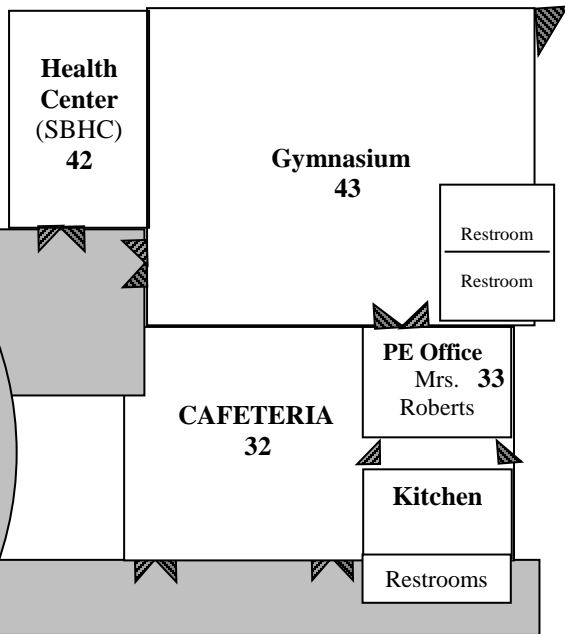 Health
Center
(SBHC)
42
Gymnasium
43
Restroom
Restroom
PE Office
Mrs. 33
Roberts
CAFETERIA
32
Kitchen
Restrooms